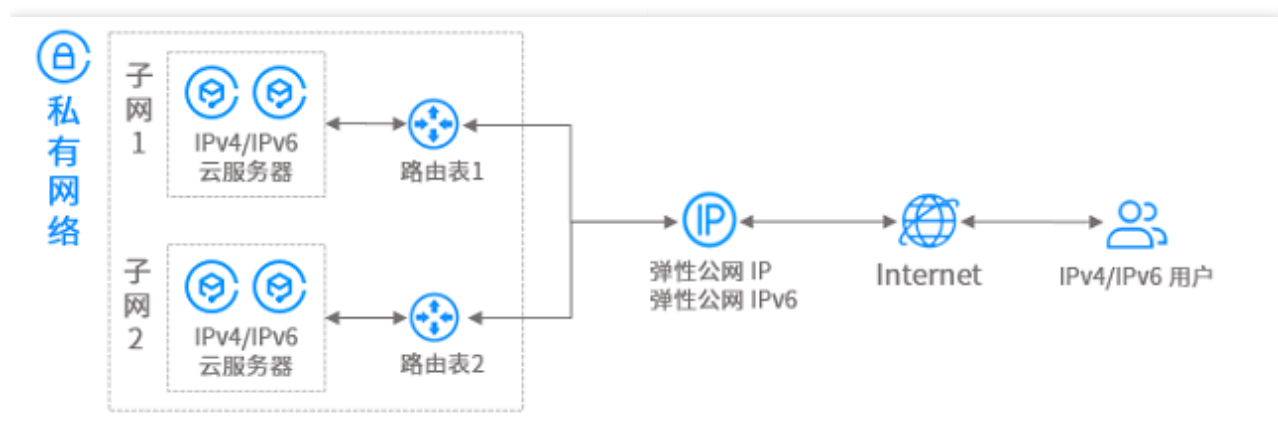 私有网络
子网1
IPv4/IPv6
云服务器
路由表1
子网2
IPv4/IPv6
云服务器
路由表2
IP
弹性公网 IP
弹性公网 IPv6
Internet
IPv4/IPv6 用户